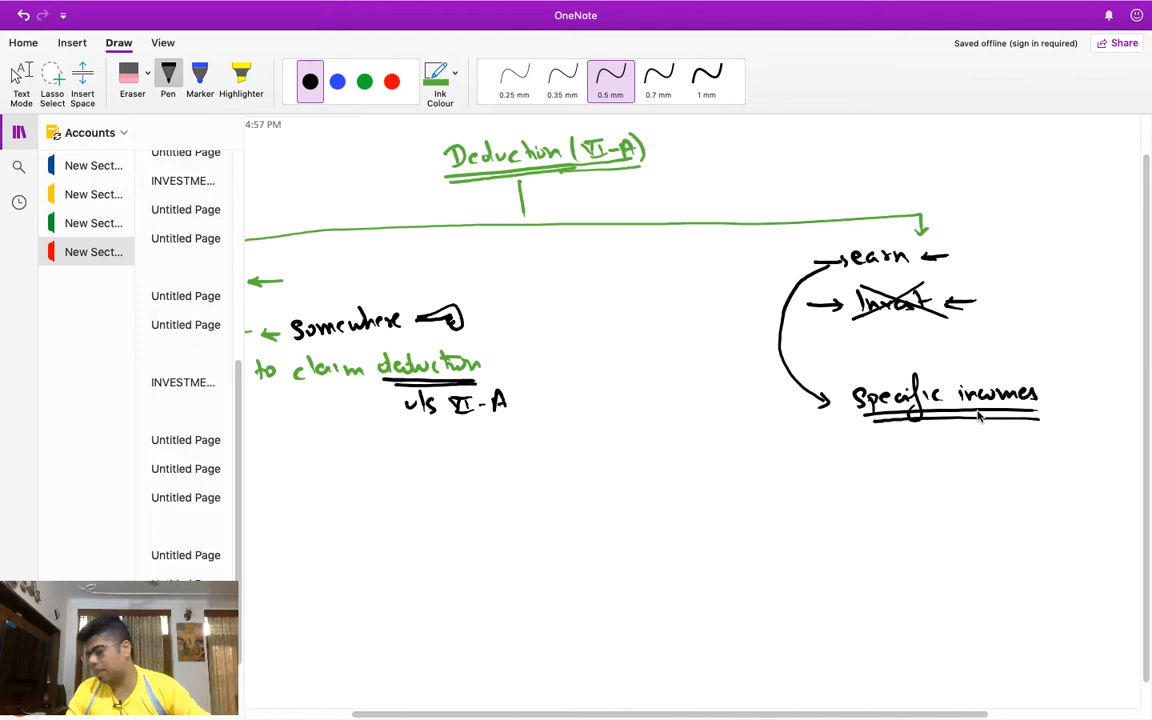 OneNote
Home Insert Draw View
Saved offline (sign in required)
Share
Text Mode
Lasso Select
Insert Space
Eraser
Pen
Marker
Highlighter
Ink Colour
0.25 mm
0.35 mm
0.5 mm
0.7 mm
1 mm
Accounts
New Sect...
New Sect...
New Sect...
New Sect...
Untitled Page
INVESTME...
Untitled Page
Untitled Page
Untitled Page
Untitled Page
INVESTME...
Untitled Page
Untitled Page
Untitled Page
Untitled Page
4:57 PM
Deduction (VI-A)
earn
Invest
somewhere
to claim deduction
u/s VI-A
specific incomes